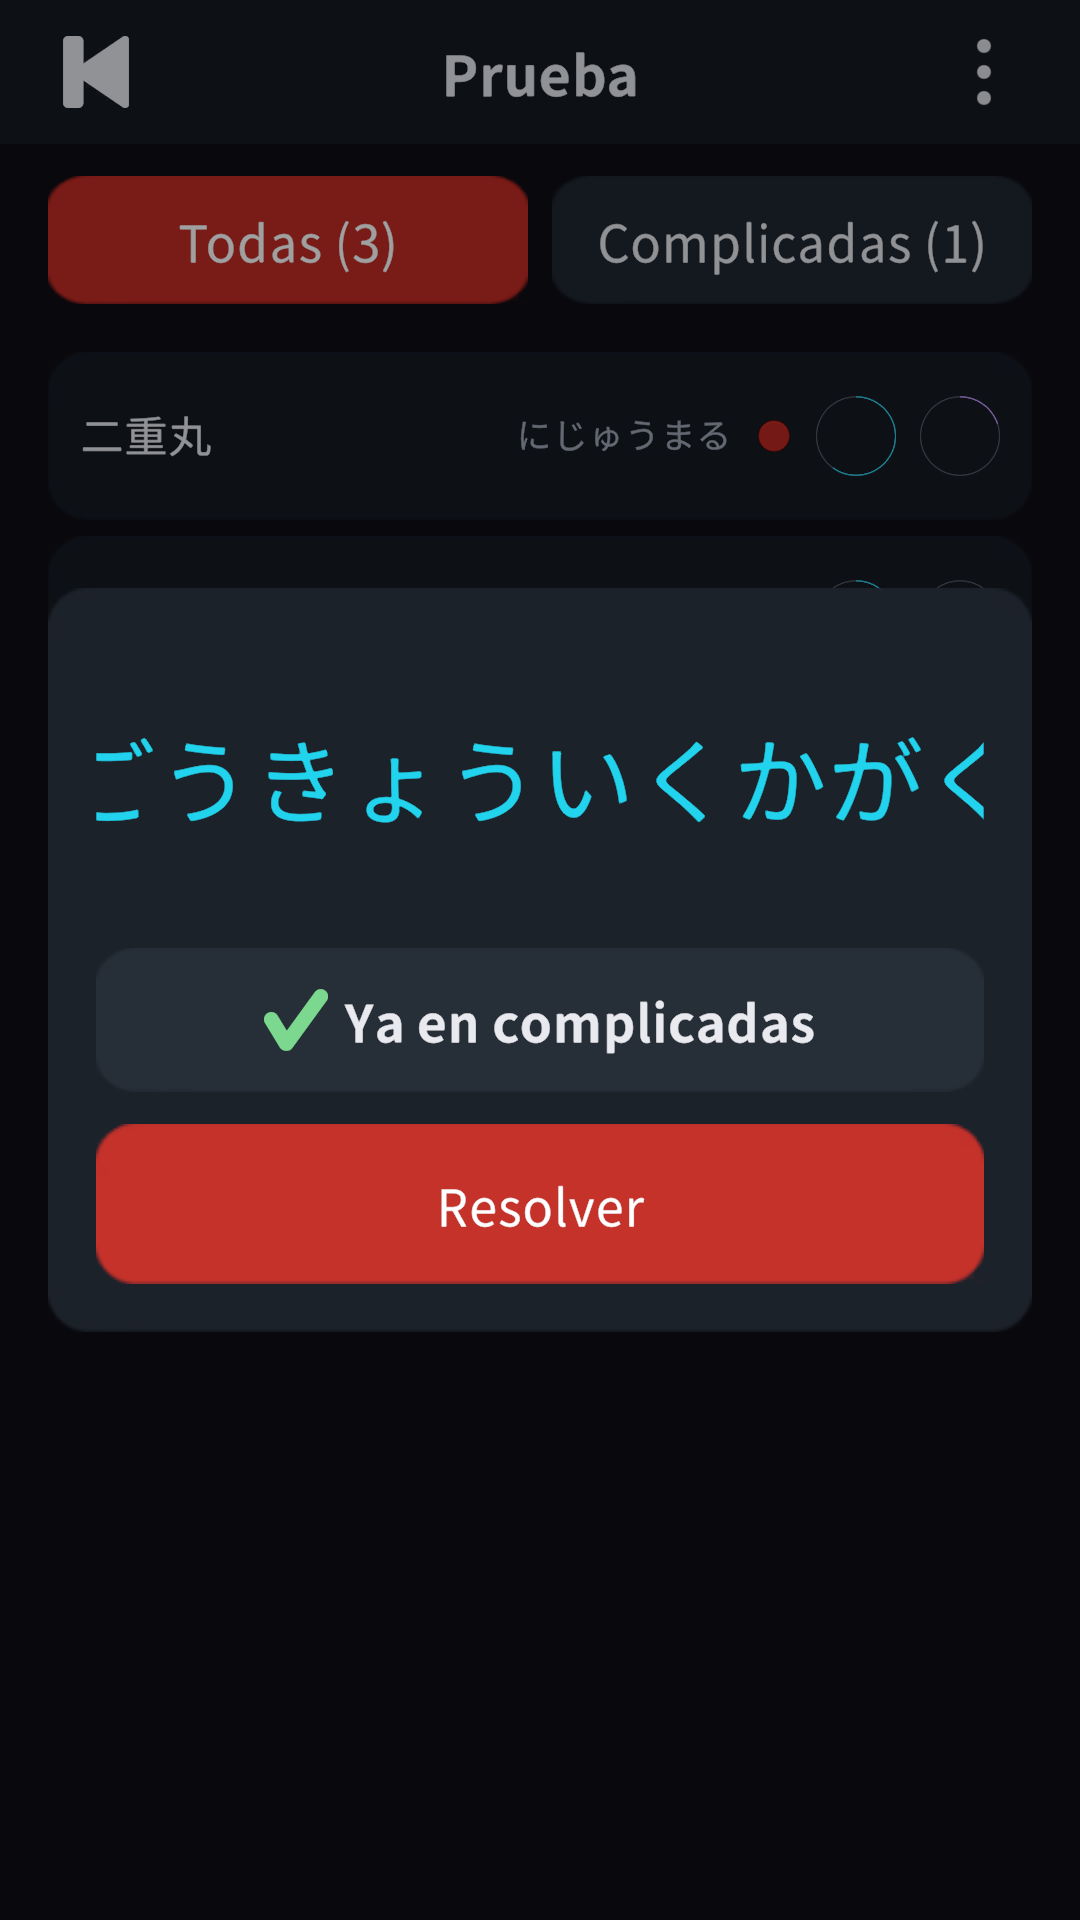 Prueba
Todas (3)
Complicadas (1)
二重丸
にじゅうまる
ごうきょういくかがく
Ya en complicadas
Resolver